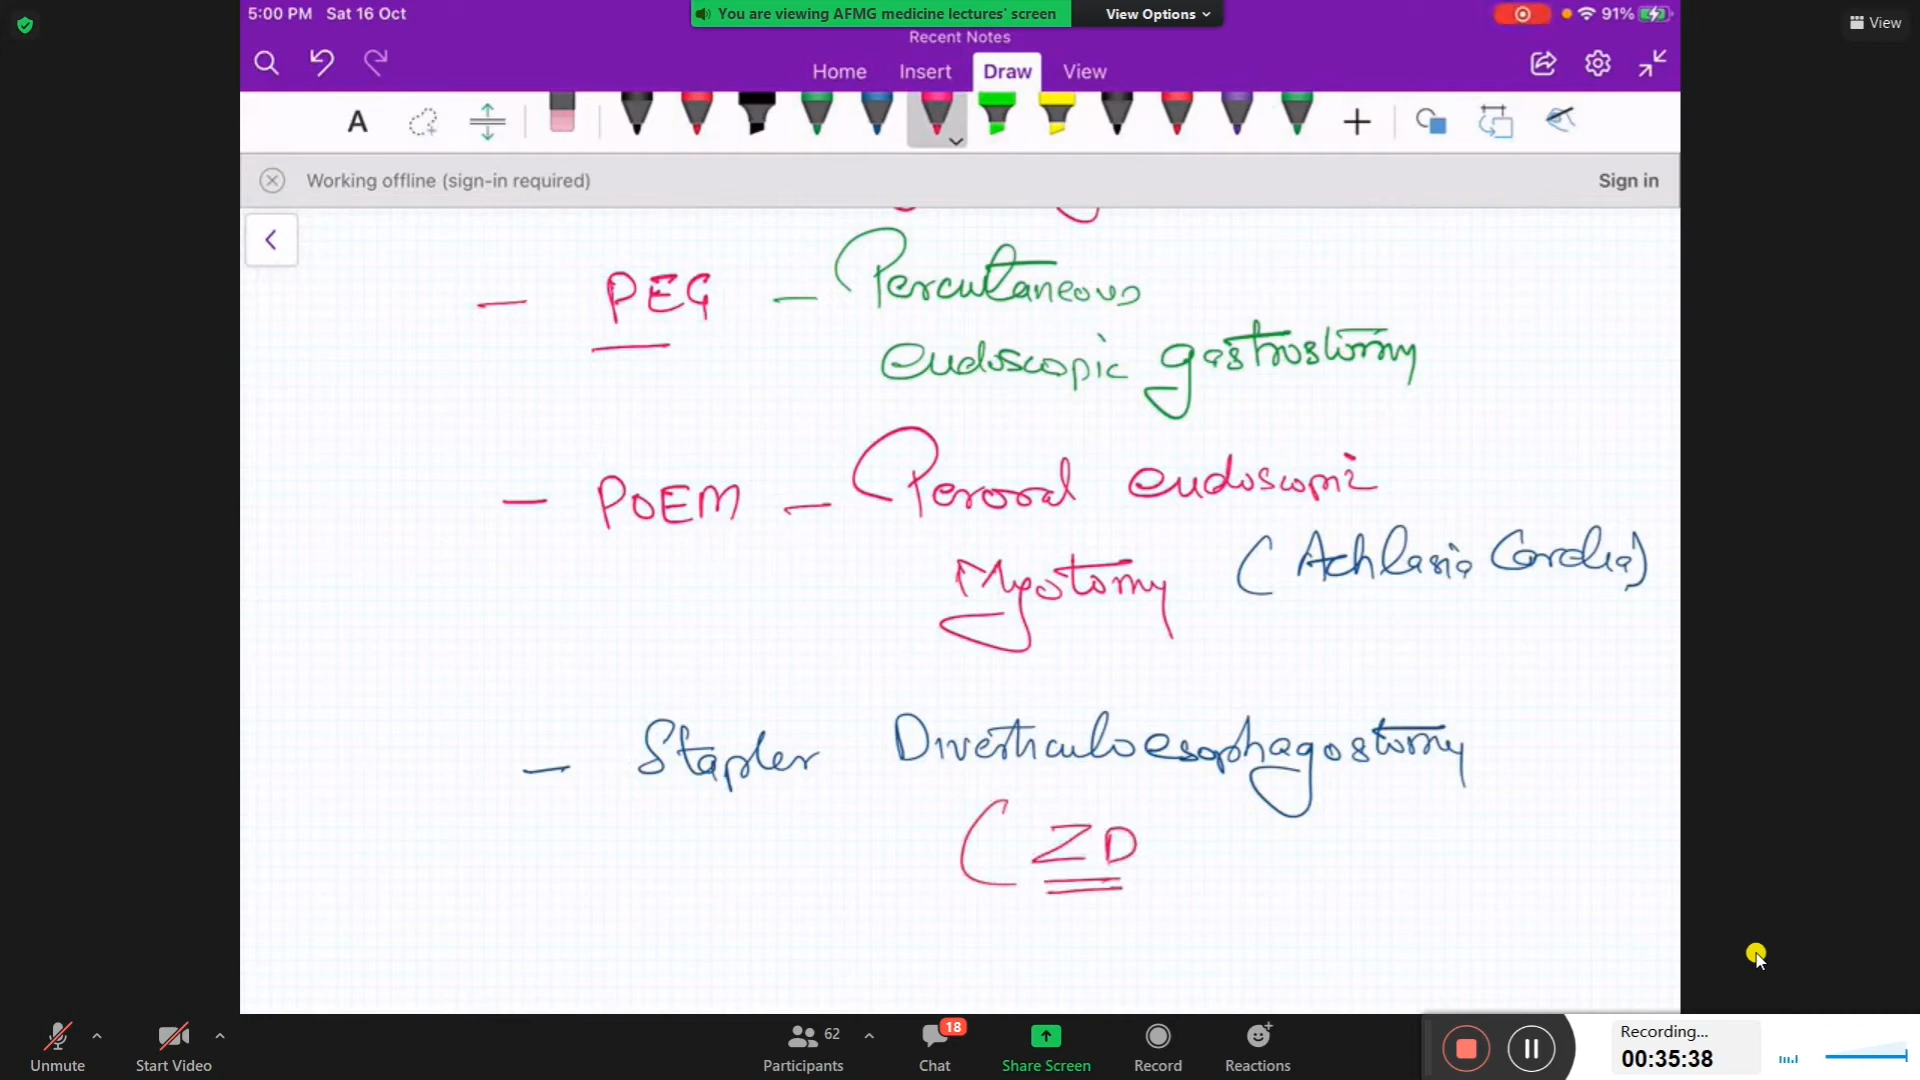 5:00 PM Sat 16 Oct
You are viewing AFMG medicine lectures' screen
View Options
91%
View
Recent Notes
Home Insert Draw View
A
Working offline (sign-in required)
Sign in
- PEG - Percutaneous
endoscopic gastrostomy
- POEM - Peroral endoscopic
Myotomy (Achlasia Cardia)
- Stapler Diverticuloesophagostomy
( ZD
62
18
Recording...
00:35:38
Unmute
Start Video
Participants
Chat
Share Screen
Record
Reactions